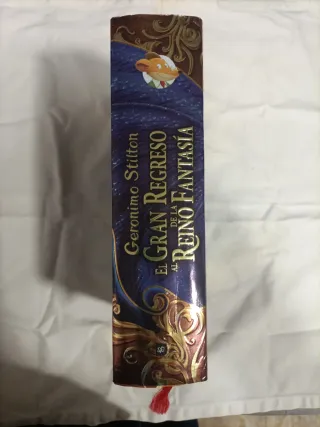 Geronimo Stilton
EL GRAN REGRESO
DE LA
AL REINO FANTASÍA